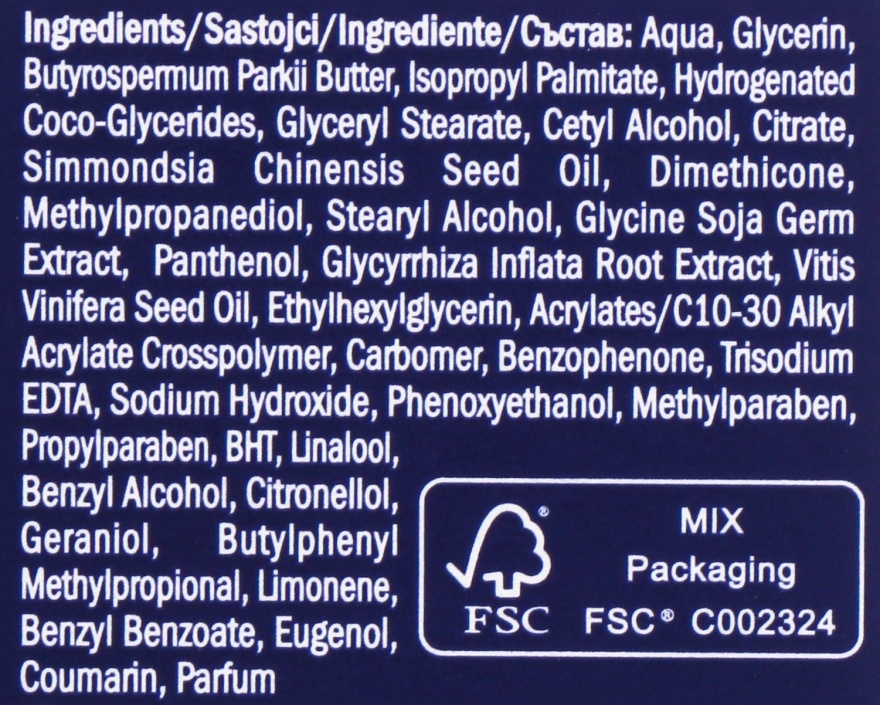 Ingredients/Sastojci/Ingrediente/Състав: Aqua, Glycerin,
Butyrospermum Parkii Butter, Isopropyl Palmitate, Hydrogenated
Coco-Glycerides, Glyceryl Stearate, Cetyl Alcohol, Citrate,
Simmondsia Chinensis Seed Oil, Dimethicone,
Methylpropanediol, Stearyl Alcohol, Glycine Soja Germ
Extract, Panthenol, Glycyrrhiza Inflata Root Extract, Vitis
Vinifera Seed Oil, Ethylhexylglycerin, Acrylates/C10-30 Alkyl
Acrylate Crosspolymer, Carbomer, Benzophenone, Trisodium
EDTA, Sodium Hydroxide, Phenoxyethanol, Methylparaben,
Propylparaben, BHT, Linalool,
Benzyl Alcohol, Citronellol,
Geraniol, Butylphenyl
Methylpropional, Limonene,
Benzyl Benzoate, Eugenol,
Coumarin, Parfum
®
FSC
MIX
Packaging
FSC® C002324